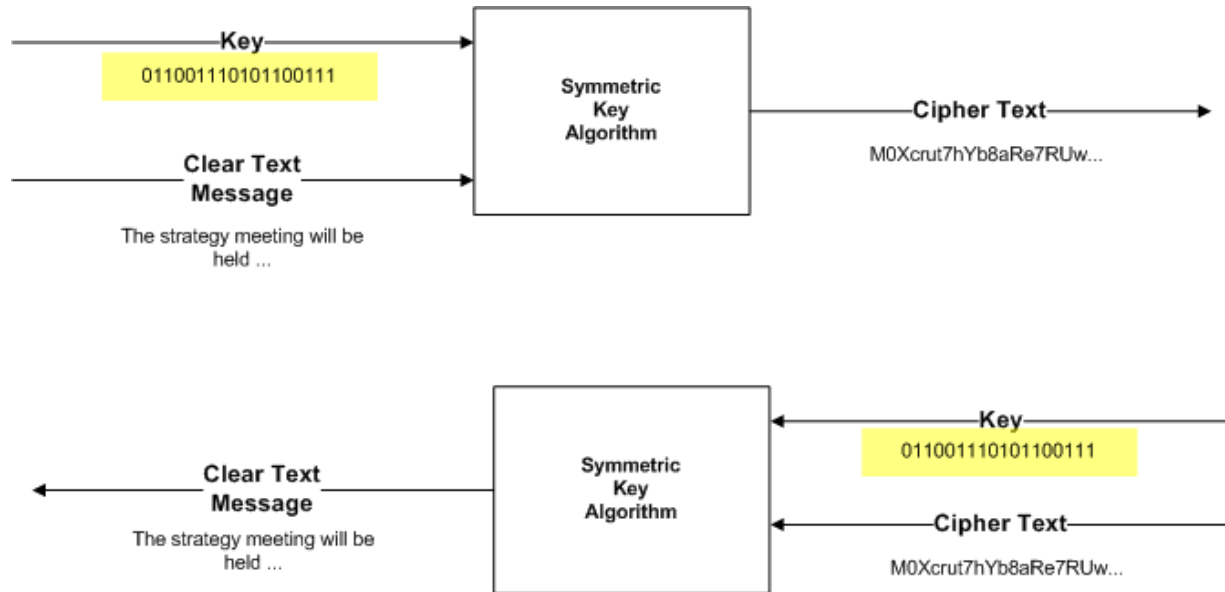 Key
011001110101100111
Clear Text
Message
The strategy meeting will be
held ...
Symmetric
Key
Algorithm
Cipher Text
M0Xcrut7hYb8aRe7RUw...
Clear Text
Message
The strategy meeting will be
held ...
Symmetric
Key
Algorithm
Key
011001110101100111
Cipher Text
M0Xcrut7hYb8aRe7RUw...